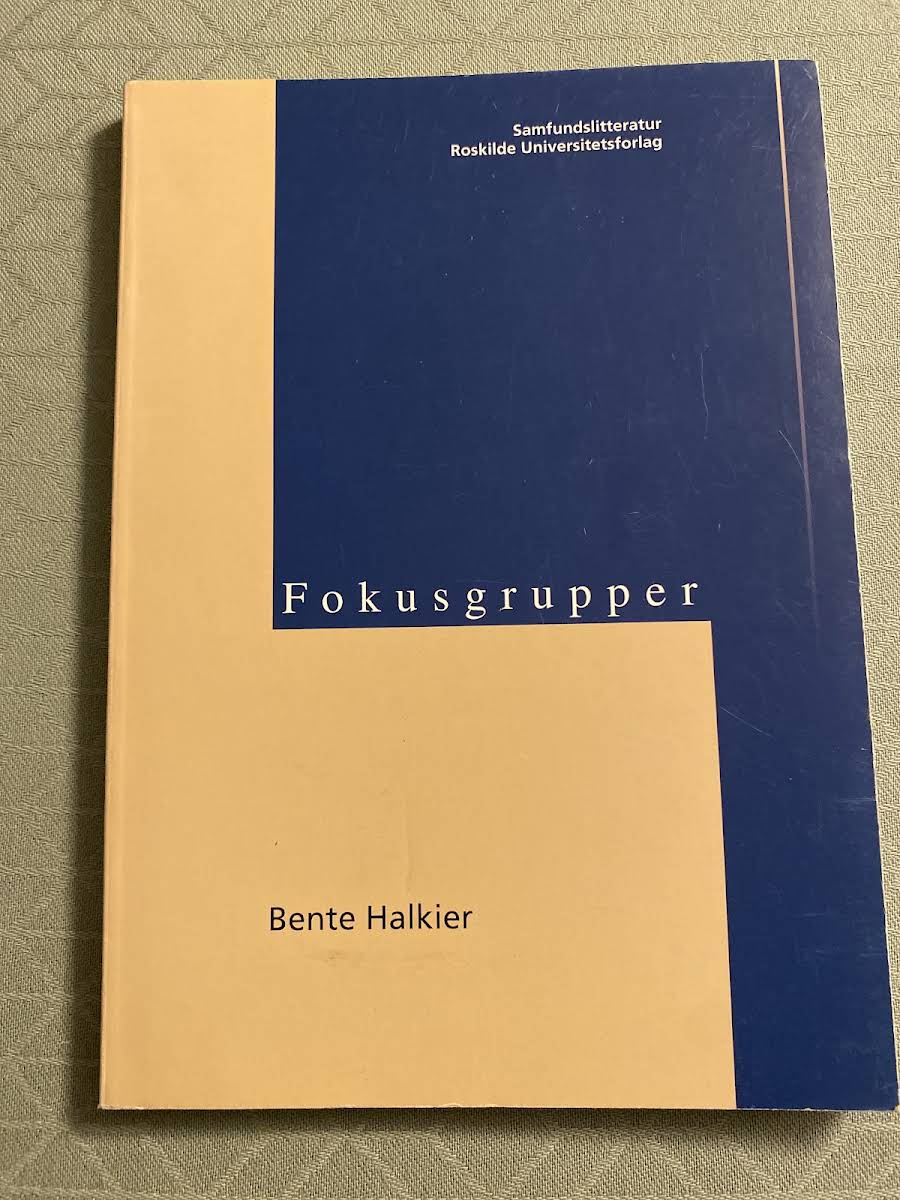 Samfundslitteratur
Roskilde Universitetsforlag
Fokusgrupper
Bente Halkier